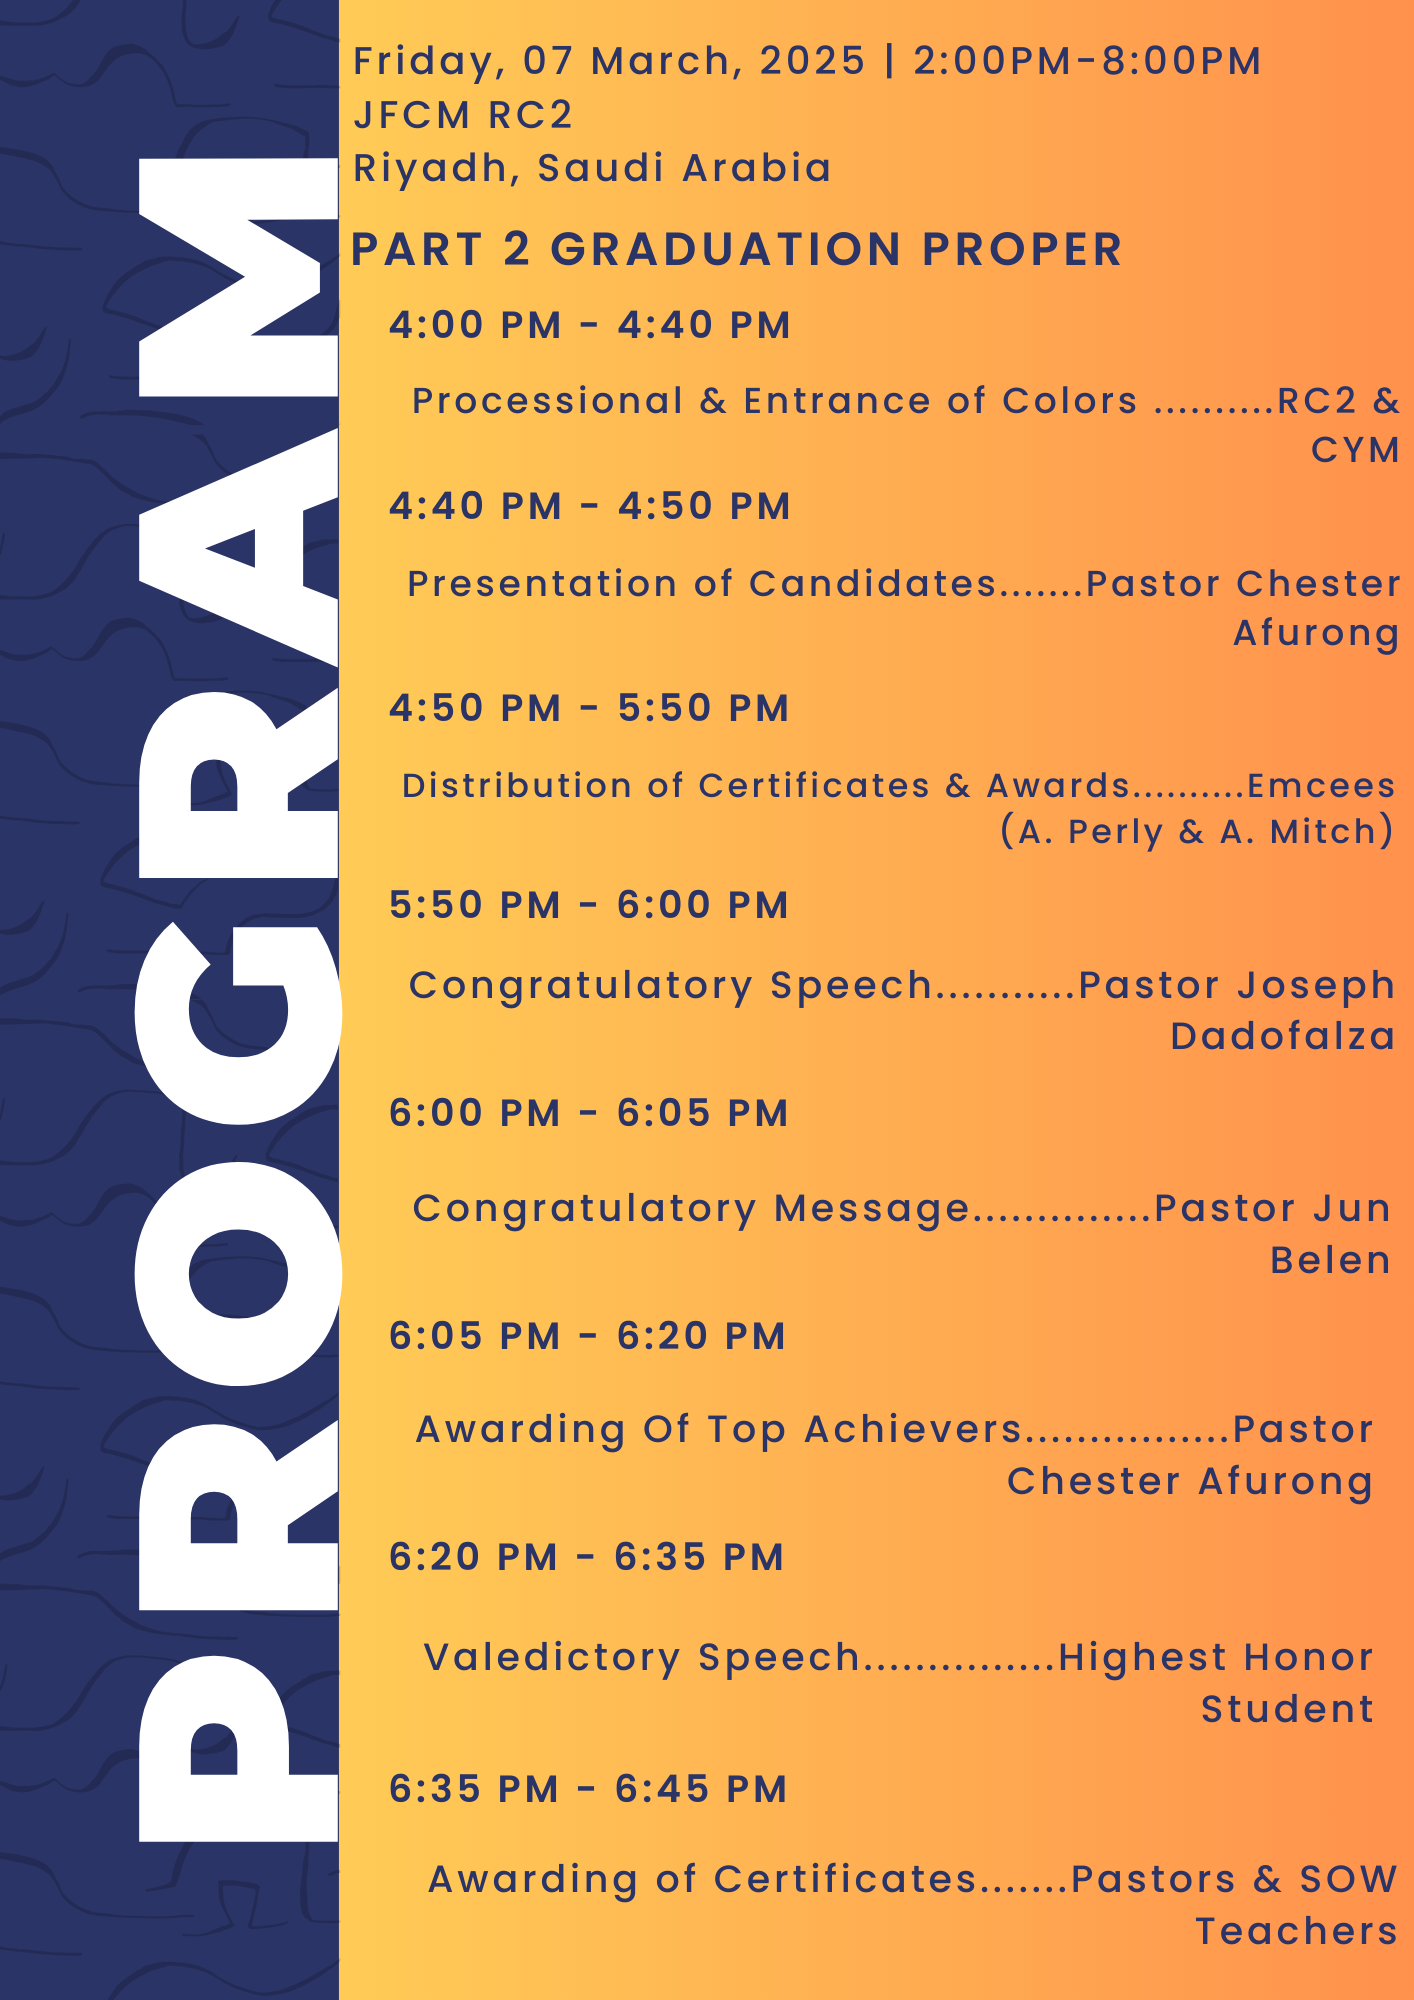 PROGRAM
Friday, 07 March, 2025 | 2:00PM-8:00PM
JFCM RC2
Riyadh, Saudi Arabia
PART 2 GRADUATION PROPER
4:00 PM - 4:40 PM
Processional & Entrance of Colors ..........RC2 &
CYM
4:40 PM - 4:50 PM
Presentation of Candidates.......Pastor Chester
Afurong
4:50 PM - 5:50 PM
Distribution of Certificates & Awards..........Emcees
(A. Perly & A. Mitch)
5:50 PM - 6:00 PM
Congratulatory Speech...........Pastor Joseph
Dadofalza
6:00 PM - 6:05 PM
Congratulatory Message..............Pastor Jun
Belen
6:05 PM - 6:20 PM
Awarding Of Top Achievers................Pastor
Chester Afurong
6:20 PM - 6:35 PM
Valedictory Speech...............Highest Honor
Student
6:35 PM - 6:45 PM
Awarding of Certificates.......Pastors & SOW
Teachers